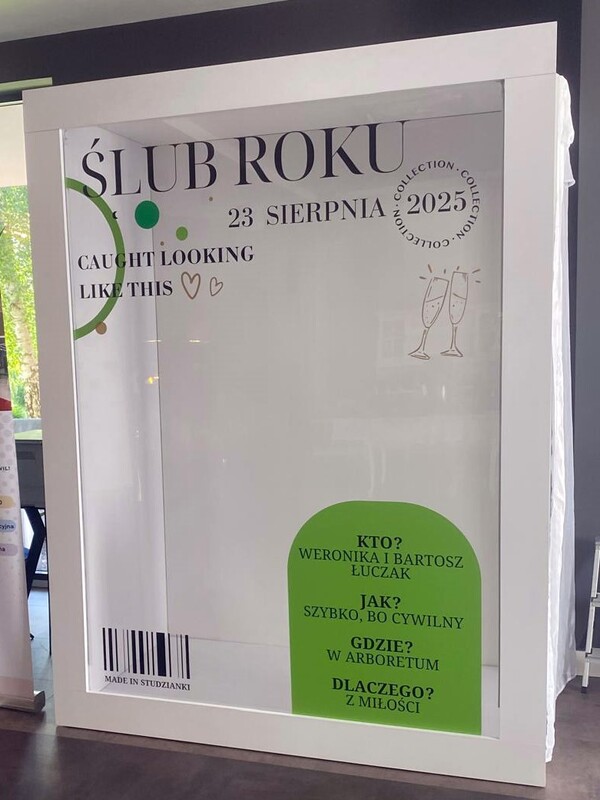 ŚLUB ROKU
23 SIERPNIA
COLLECTION · COLLECTION · COLLECTION ·
2025
CAUGHT LOOKING
LIKE THIS
KTO?
WERONIKA I BARTOSZ
ŁUCZAK
JAK?
SZYBKO, BO CYWILNY
GDZIE?
W ARBORETUM
DLACZEGO?
Z MIŁOŚCI
MADE IN STUDZIANKI